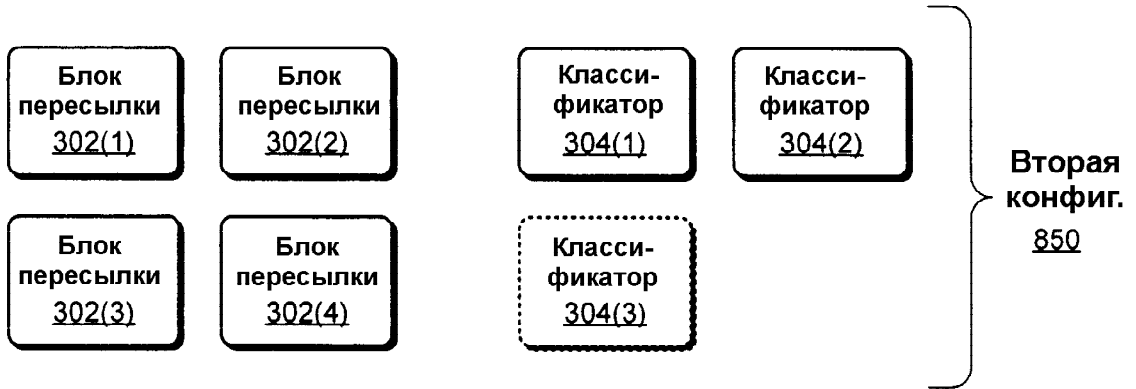 Блок
пересылки
302(1)
Блок
пересылки
302(2)
Класси-
фикатор
304(1)
Класси-
фикатор
304(2)
Блок
пересылки
302(3)
Блок
пересылки
302(4)
Класси-
фикатор
304(3)
Вторая
конфиг.
850